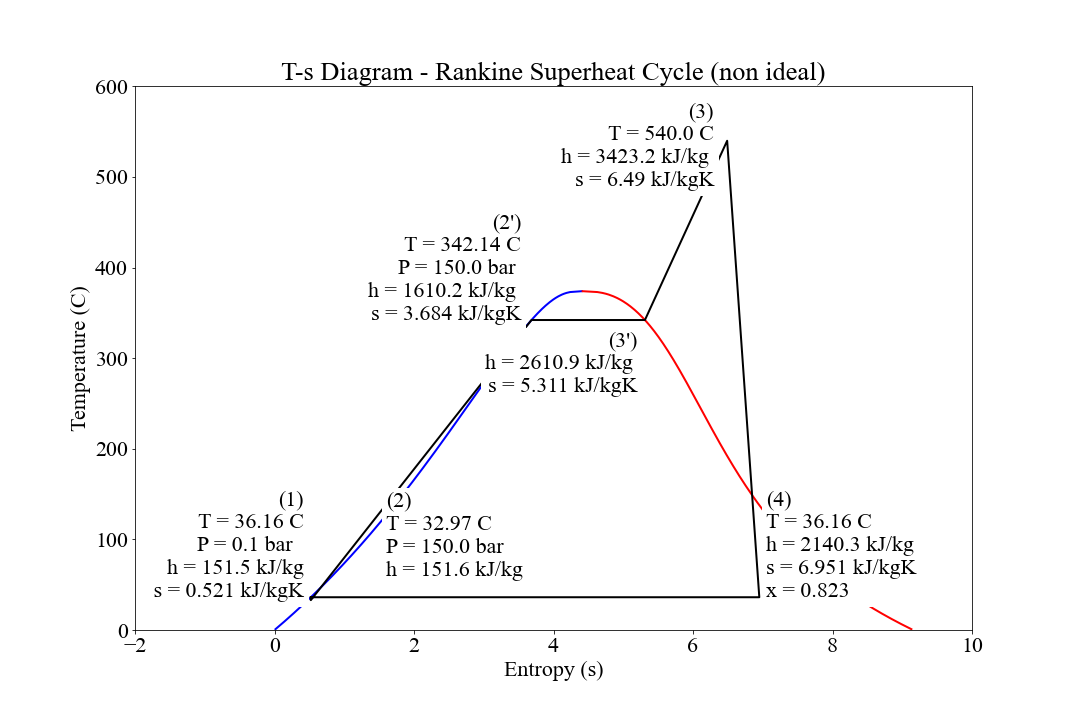 T-s Diagram - Rankine Superheat Cycle (non ideal)
600
500
400
300
200
100
0
Temperature (C)
(3)
T = 540.0 C
h = 3423.2 kJ/kg
s = 6.49 kJ/kgK
(2')
T = 342.14 C
P = 150.0 bar
h = 1610.2 kJ/kg
s = 3.684 kJ/kgK
(3')
h = 2610.9 kJ/kg
s = 5.311 kJ/kgK
(1)
T = 36.16 C
P = 0.1 bar
h = 151.5 kJ/kg
s = 0.521 kJ/kgK
(2)
T = 32.97 C
P = 150.0 bar
h = 151.6 kJ/kg
(4)
T = 36.16 C
h = 2140.3 kJ/kg
s = 6.951 kJ/kgK
x = 0.823
−2 0 2 4 6 8 10
Entropy (s)